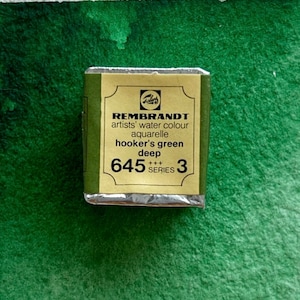 REMBRANDT
artists' water colour
aquarelle
hooker's green
deep
645 +++ SERIES 3